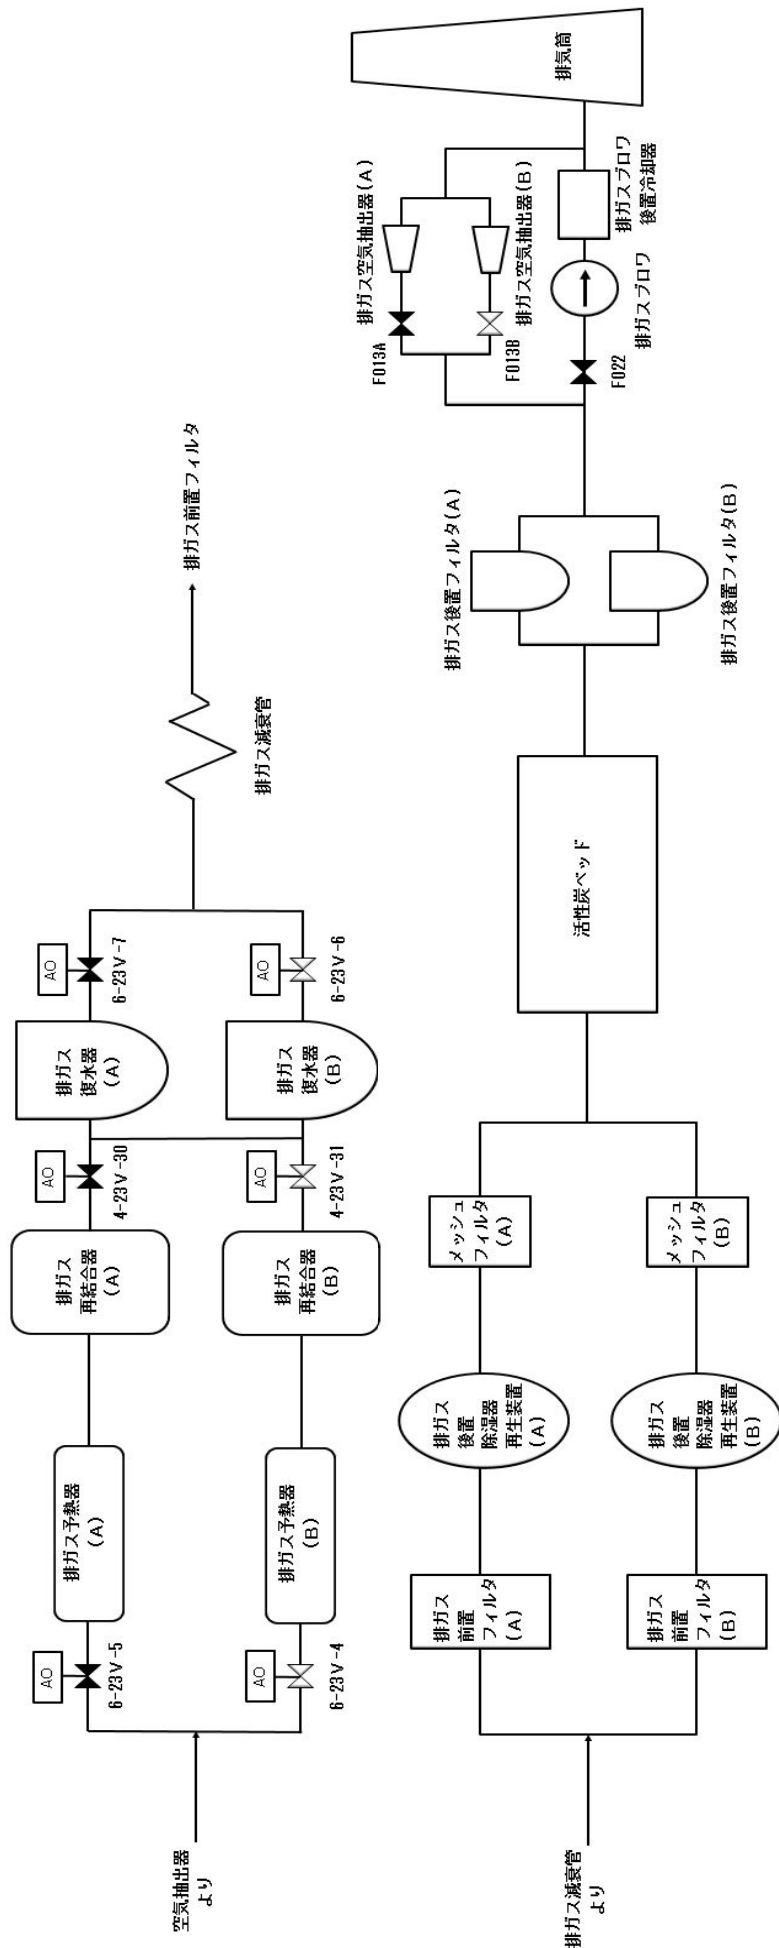 空気抽出器
より
AO
6-23V-5
排ガス予熱器
(A)
排ガス
再結合器
(A)
AO
4-23V-30
排ガス
復水器
(A)
AO
6-23V-7
AO
6-23V-4
排ガス予熱器
(B)
排ガス
再結合器
(B)
AO
4-23V-31
排ガス
復水器
(B)
AO
6-23V-6
排ガス減衰管
排ガス前置フィルタ
排ガス減衰管
より
排ガス
前置
フィルタ
(A)
排ガス
後置
除湿器
再生装置
(A)
メッシュ
フィルタ
(A)
排ガス
前置
フィルタ
(B)
排ガス
後置
除湿器
再生装置
(B)
メッシュ
フィルタ
(B)
活性炭ベッド
排ガス後置フィルタ(A)
排ガス後置フィルタ(B)
F013A
排ガス空気抽出器(A)
F013B
排ガス空気抽出器(B)
F022
排ガスブロワ
排ガスブロワ
後置冷却器
排気筒